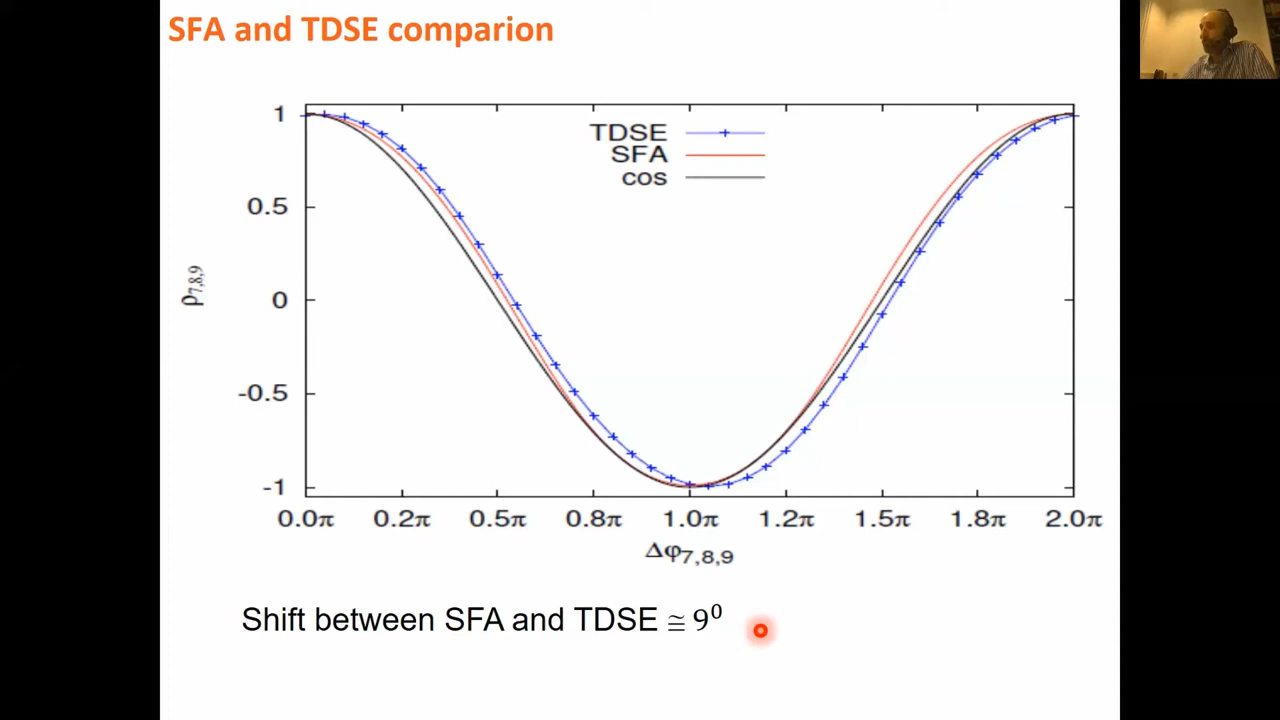 SFA and TDSE comparion
TDSE
SFA
cos
1
0.5
0
-0.5
-1
ρ7,8,9
0.0π 0.2π 0.5π 0.8π 1.0π 1.2π 1.5π 1.8π 2.0π
Δφ7,8,9
Shift between SFA and TDSE ≅ 9⁰